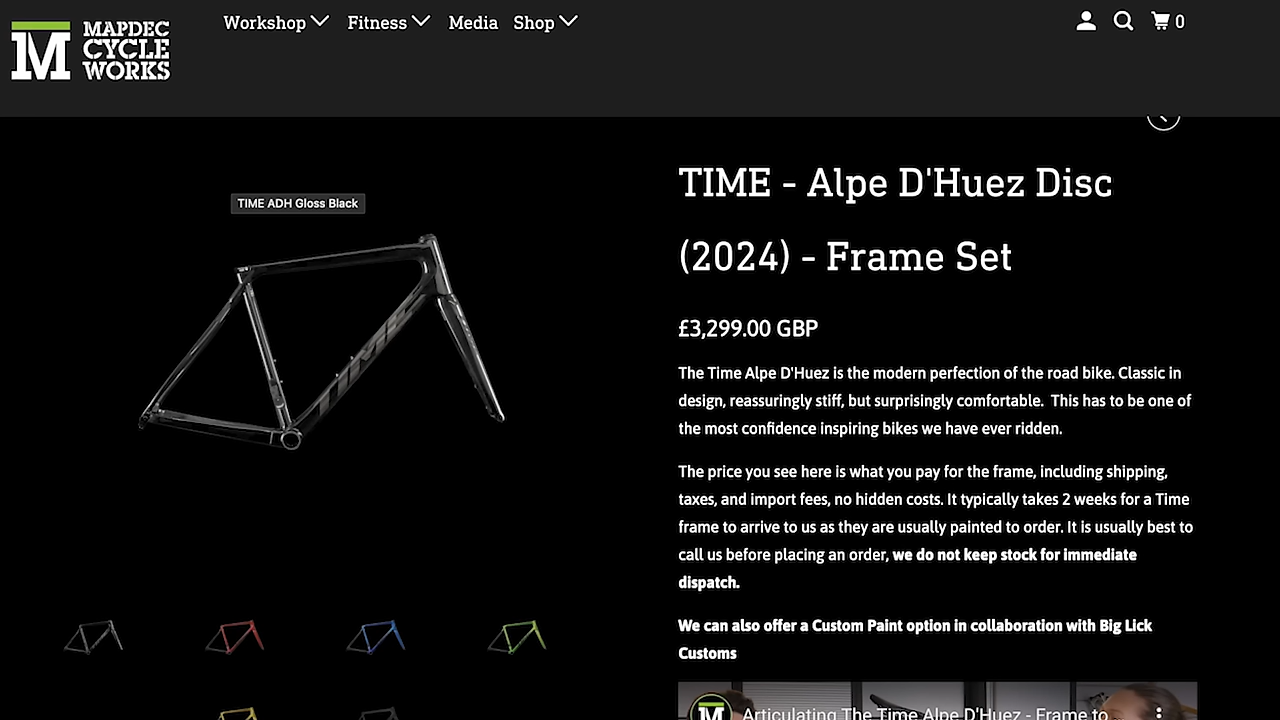 MAPDEC
CYCLE
WORKS
Workshop
Fitness
Media
Shop
0
TIME ADH Gloss Black
TIME
TIME - Alpe D'Huez Disc
(2024) - Frame Set
£3,299.00 GBP
The Time Alpe D'Huez is the modern perfection of the road bike. Classic in
design, reassuringly stiff, but surprisingly comfortable. This has to be one of
the most confidence inspiring bikes we have ever ridden.
The price you see here is what you pay for the frame, including shipping,
taxes, and import fees, no hidden costs. It typically takes 2 weeks for a Time
frame to arrive to us as they are usually painted to order. It is usually best to
call us before placing an order, we do not keep stock for immediate
dispatch.
We can also offer a Custom Paint option in collaboration with Big Lick
Customs
M Articulating The Time Alpe D'Huez - Frame to